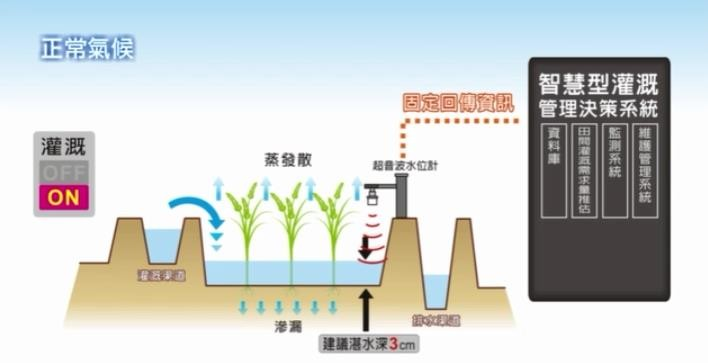 正常氣候
灌溉
OFF
ON
蒸發散
固定回傳資訊
超音波水位計
灌溉渠道
滲漏
建議湛水深3cm
排水渠道
智慧型灌溉
管理決策系統
資料庫
田間灌溉需求量推估
監測系統
維護管理系統